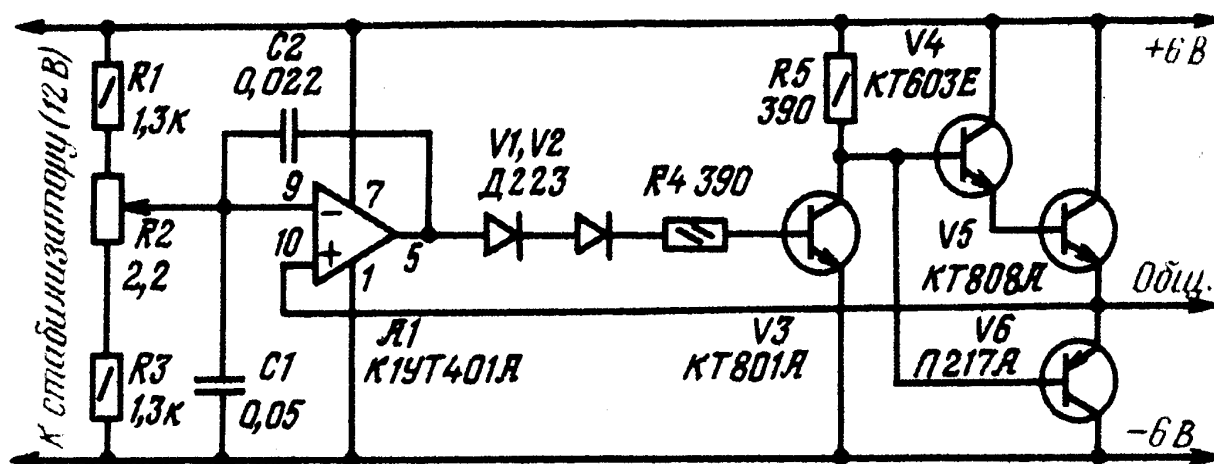 К стабилизатору (12 В)
R1
1,3к
R2
2,2
R3
1,3к
C2
0,022
C1
0,05
9
10
7
1
5
−
+
А1
К1УТ401А
V1, V2
Д223
R4 390
R5
390
V3
КТ801А
V4
КТ603Е
V5
КТ808А
V6
П217А
+6 В
Общ.
−6 В